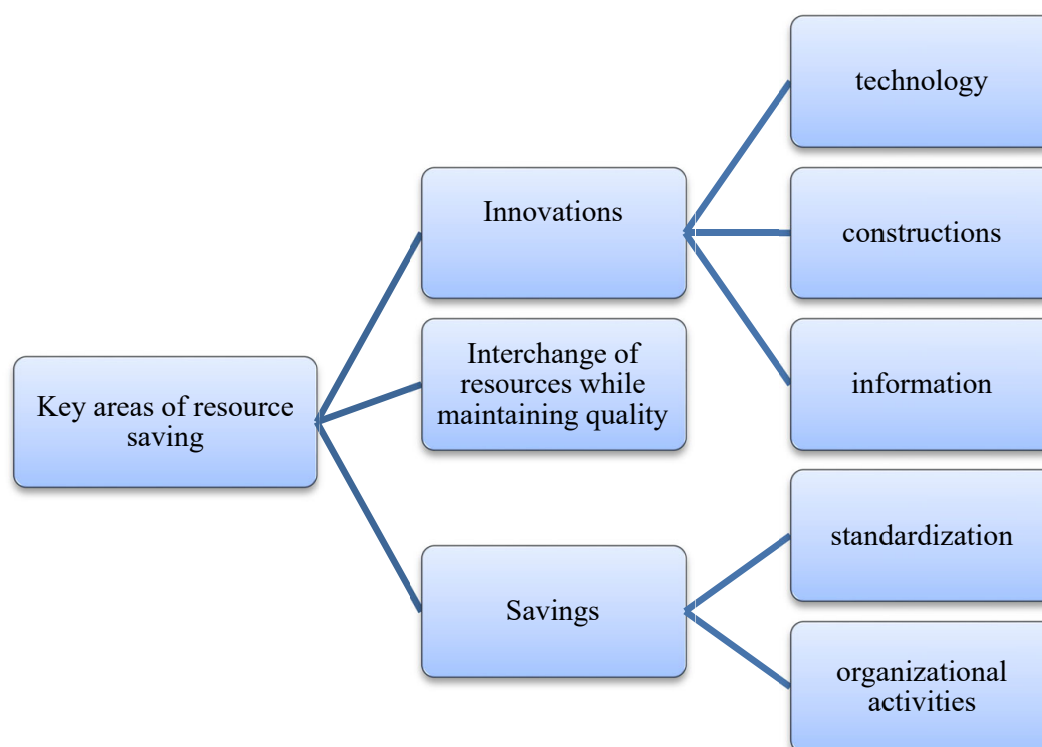 Key areas of resource
saving
Innovations
Interchange of
resources while
maintaining quality
Savings
technology
constructions
information
standardization
organizational
activities